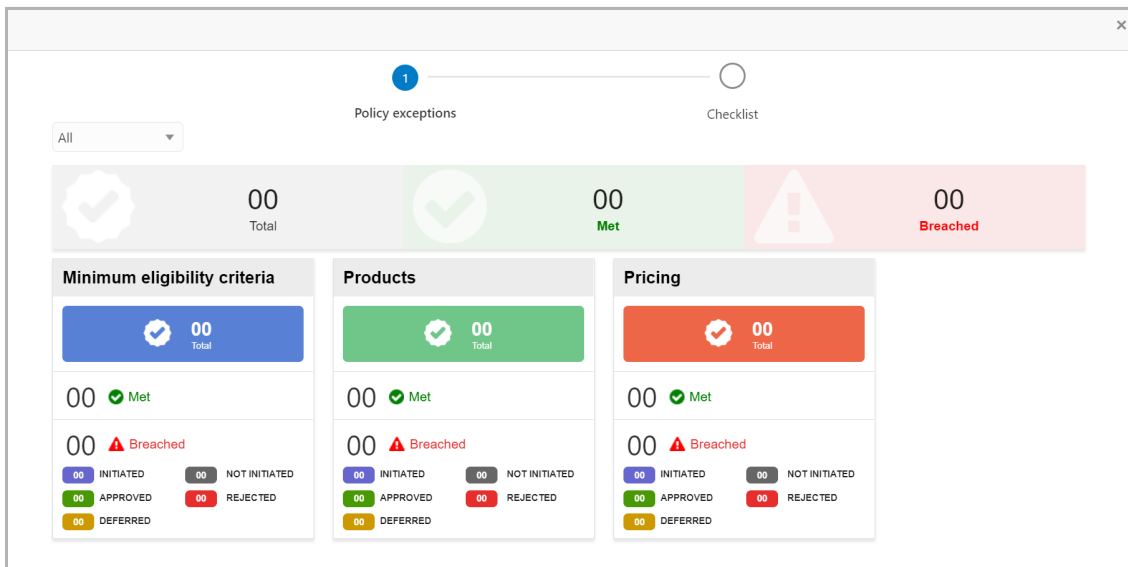 ×
1
Policy exceptions Checklist
All
00 00 00
Total Met Breached
Minimum eligibility criteria Products Pricing
00 00 00
Total Total Total
00 Met 00 Met 00 Met
00 Breached 00 Breached 00 Breached
00 INITIATED 00 NOT INITIATED 00 INITIATED 00 NOT INITIATED 00 INITIATED 00 NOT INITIATED
00 APPROVED 00 REJECTED 00 APPROVED 00 REJECTED 00 APPROVED 00 REJECTED
00 DEFERRED 00 DEFERRED 00 DEFERRED